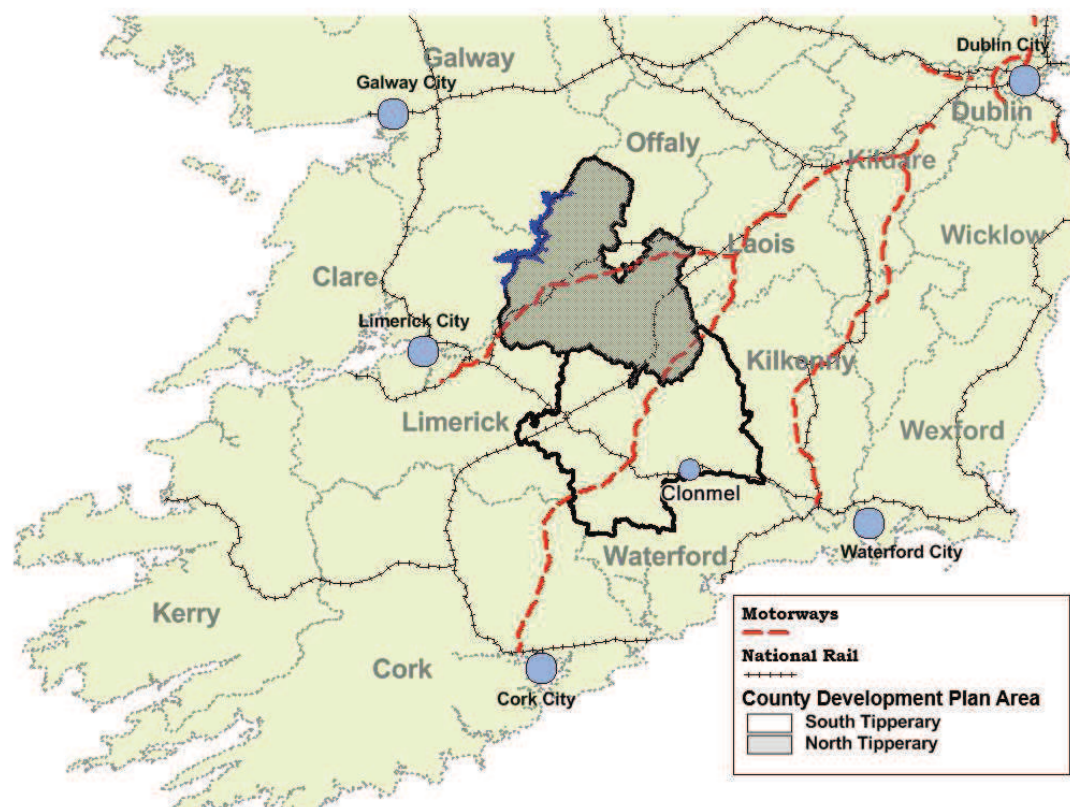 Dublin City
Galway
Galway City
Dublin
Offaly
Kildare
Wicklow
Laois
Clare
Limerick City
Kilkenny
Limerick
Wexford
Clonmel
Waterford
Waterford City
Kerry
Cork
Cork City
Motorways
National Rail
County Development Plan Area
South Tipperary
North Tipperary